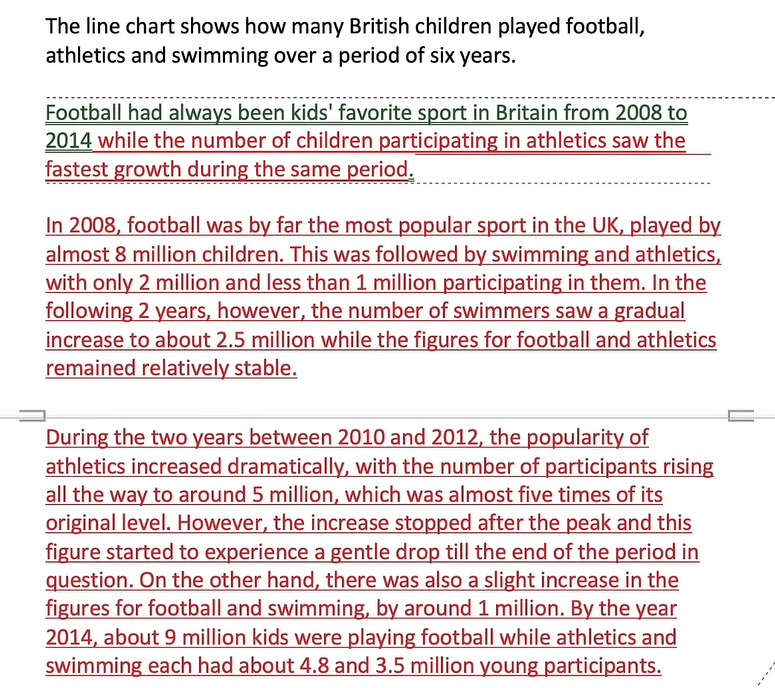 The line chart shows how many British children played football,
athletics and swimming over a period of six years.
Football had always been kids' favorite sport in Britain from 2008 to
2014 while the number of children participating in athletics saw the
fastest growth during the same period.
In 2008, football was by far the most popular sport in the UK, played by
almost 8 million children. This was followed by swimming and athletics,
with only 2 million and less than 1 million participating in them. In the
following 2 years, however, the number of swimmers saw a gradual
increase to about 2.5 million while the figures for football and athletics
remained relatively stable.
During the two years between 2010 and 2012, the popularity of
athletics increased dramatically, with the number of participants rising
all the way to around 5 million, which was almost five times of its
original level. However, the increase stopped after the peak and this
figure started to experience a gentle drop till the end of the period in
question. On the other hand, there was also a slight increase in the
figures for football and swimming, by around 1 million. By the year
2014, about 9 million kids were playing football while athletics and
swimming each had about 4.8 and 3.5 million young participants.